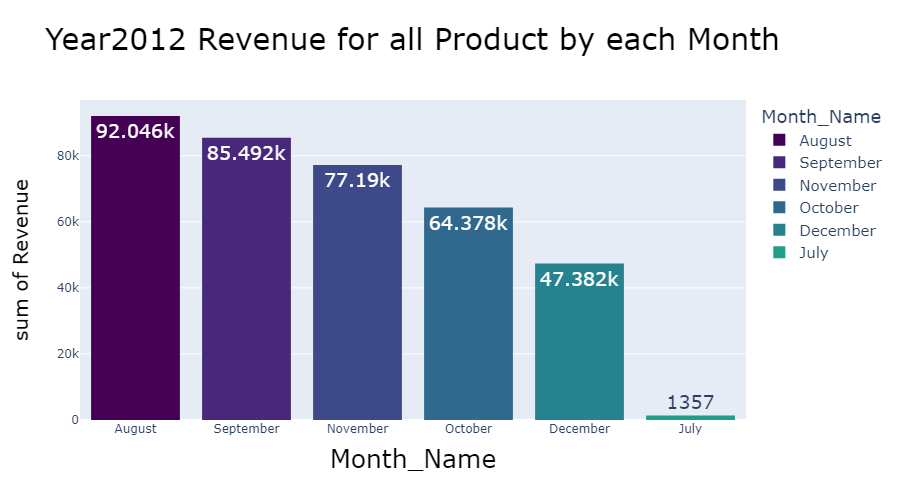 Year2012 Revenue for all Product by each Month
sum of Revenue
80k
60k
40k
20k
0
92.046k
85.492k
77.19k
64.378k
47.382k
1357
August
September
November
October
December
July
Month_Name
Month_Name
August
September
November
October
December
July